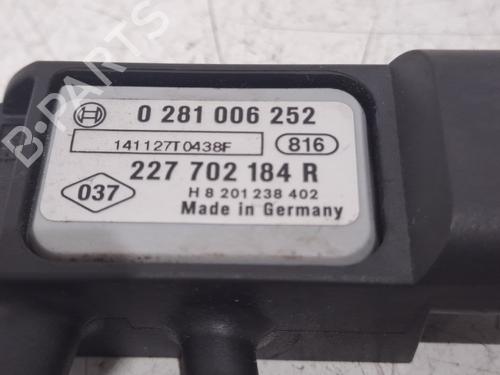 0 281 006 252
141127T0438F 816
227 702 184 R
037 H 8 201 238 402
Made in Germany
B-PARTS